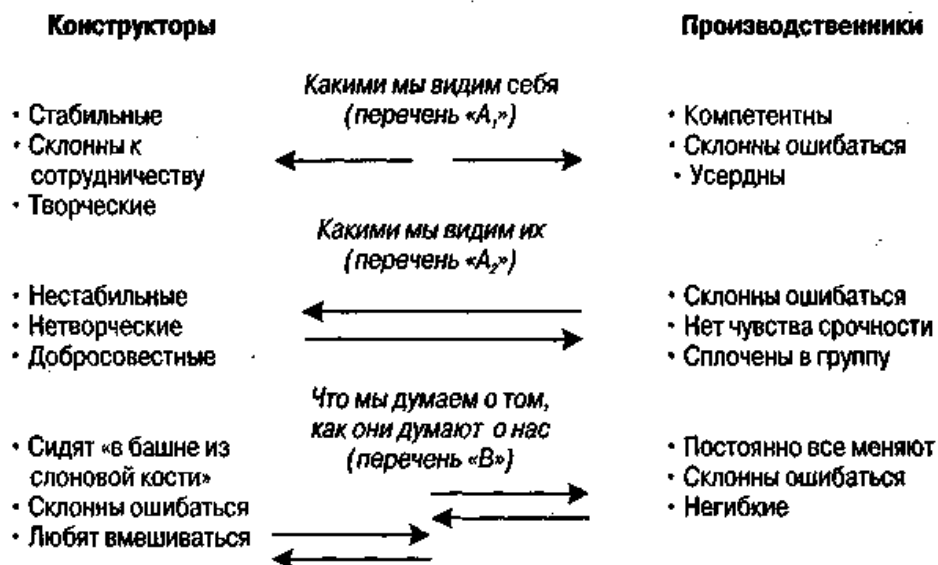 Конструкторы
Производственники
Какими мы видим себя
(перечень «А₁»)
• Стабильные
• Склонны к
сотрудничеству
• Творческие
• Компетентны
• Склонны ошибаться
• Усердны
Какими мы видим их
(перечень «А₂»)
• Нестабильные
• Нетворческие
• Добросовестные
• Склонны ошибаться
• Нет чувства срочности
• Сплочены в группу
Что мы думаем о том,
как они думают о нас
(перечень «В»)
• Сидят «в башне из
слоновой кости»
• Склонны ошибаться
• Любят вмешиваться
• Постоянно все меняют
• Склонны ошибаться
• Негибкие